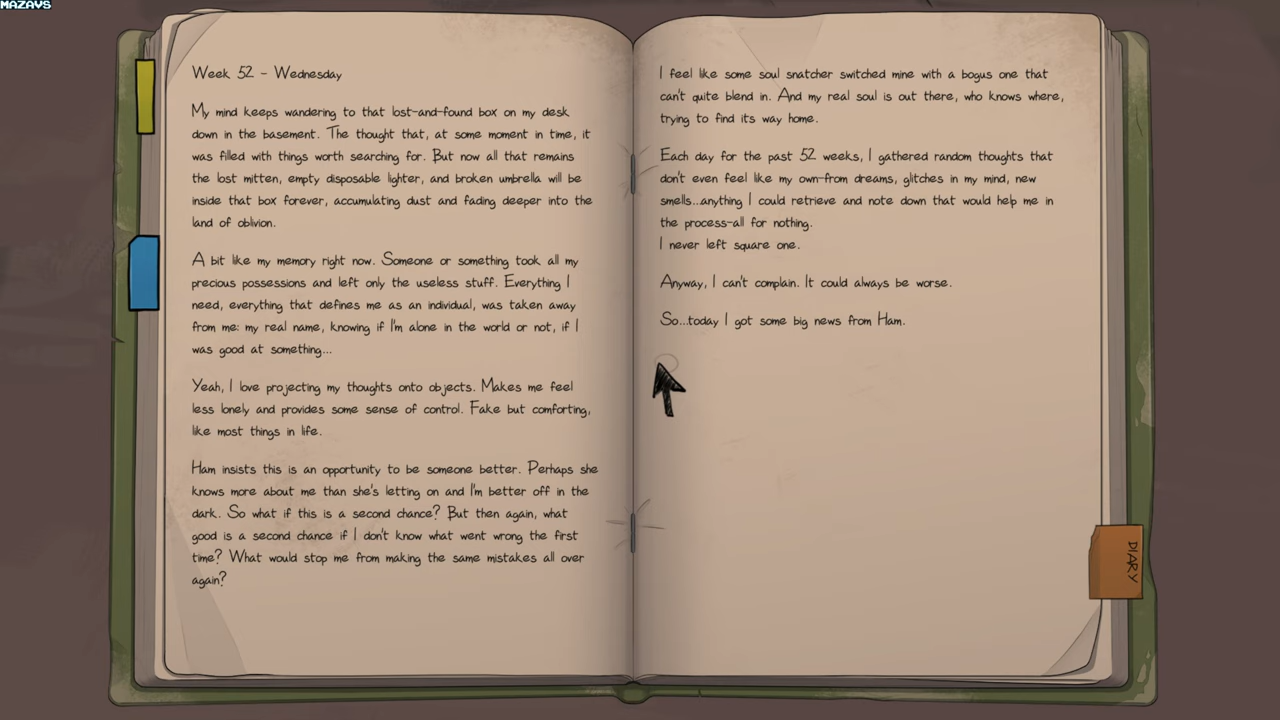 MAZAVS
Week 52 - Wednesday
My mind keeps wandering to that lost-and-found box on my desk
down in the basement. The thought that, at some moment in time, it
was filled with things worth searching for. But now all that remains
the lost mitten, empty disposable lighter, and broken umbrella will be
inside that box forever, accumulating dust and fading deeper into the
land of oblivion.
A bit like my memory right now. Someone or something took all my
precious possessions and left only the useless stuff. Everything I
need, everything that defines me as an individual, was taken away
from me: my real name, knowing if I'm alone in the world or not, if I
was good at something...
Yeah, I love projecting my thoughts onto objects. Makes me feel
less lonely and provides some sense of control. Fake but comforting,
like most things in life.
Ham insists this is an opportunity to be someone better. Perhaps she
knows more about me than she's letting on and I'm better off in the
dark. So what if this is a second chance? But then again, what
good is a second chance if I don't know what went wrong the first
time? What would stop me from making the same mistakes all over
again?
I feel like some soul snatcher switched mine with a bogus one that
can't quite blend in. And my real soul is out there, who knows where,
trying to find its way home.
Each day for the past 52 weeks, I gathered random thoughts that
don't even feel like my own-from dreams, glitches in my mind, new
smells...anything I could retrieve and note down that would help me in
the process-all for nothing.
I never left square one.
Anyway, I can't complain. It could always be worse.
So...today I got some big news from Ham.
DIARY